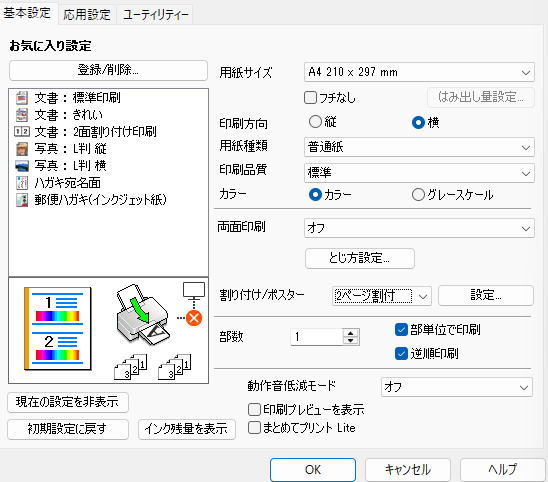 基本設定 応用設定 ユーティリティー
お気に入り設定
登録/削除...
文書：標準印刷
文書：きれい
文書：2面割り付け印刷
写真：L判 縦
写真：L判 横
ハガキ宛名面
郵便ハガキ(インクジェット紙)
1
2
3 2 1 3 2 1
現在の設定を非表示
初期設定に戻す インク残量を表示
用紙サイズ A4 210 x 297 mm
フチなし はみ出し量設定...
印刷方向 縦 横
用紙種類 普通紙
印刷品質 標準
カラー カラー グレースケール
両面印刷 オフ
とじ方設定...
割り付け/ポスター 2ページ割付 設定...
部数 1 部単位で印刷
逆順印刷
動作音低減モード オフ
印刷プレビューを表示
まとめてプリント Lite
OK キャンセル ヘルプ